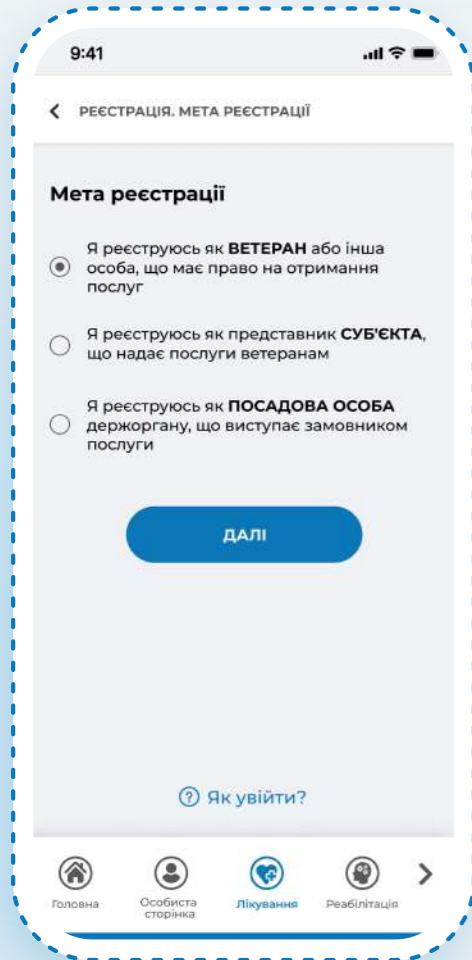 9:41
РЕЄСТРАЦІЯ. МЕТА РЕЄСТРАЦІЇ
Мета реєстрації
Я реєструюсь як ВЕТЕРАН або інша
особа, що має право на отримання
послуг
Я реєструюсь як представник СУБ'ЄКТА,
що надає послуги ветеранам
Я реєструюсь як ПОСАДОВА ОСОБА
держоргану, що виступає замовником
послуги
ДАЛІ
Як увійти?
Головна
Особиста
сторінка
Лікування
Реабілітація